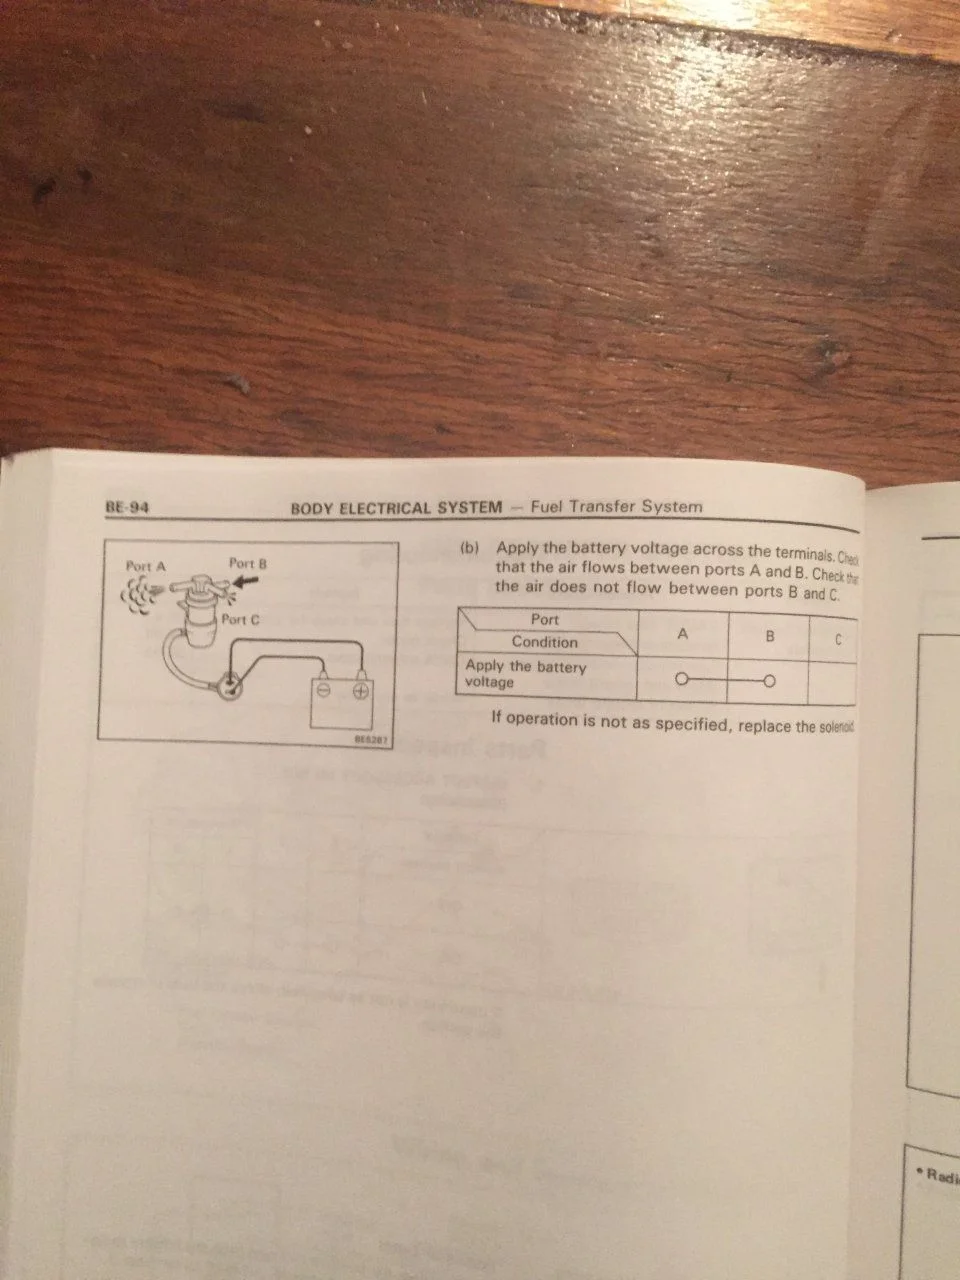 BE-94
BODY ELECTRICAL SYSTEM — Fuel Transfer System
Port A
Port B
Port C
BE5287
(b) Apply the battery voltage across the terminals. Check
that the air flows between ports A and B. Check that
the air does not flow between ports B and C.
Port
Condition
A
B
C
Apply the battery
voltage
If operation is not as specified, replace the solenoid
• Radi